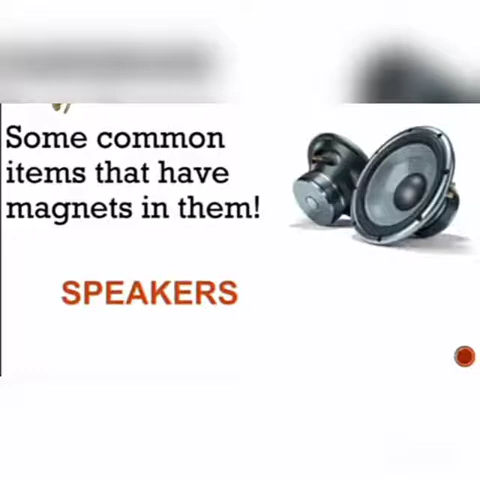 Some common
items that have
magnets in them!
SPEAKERS